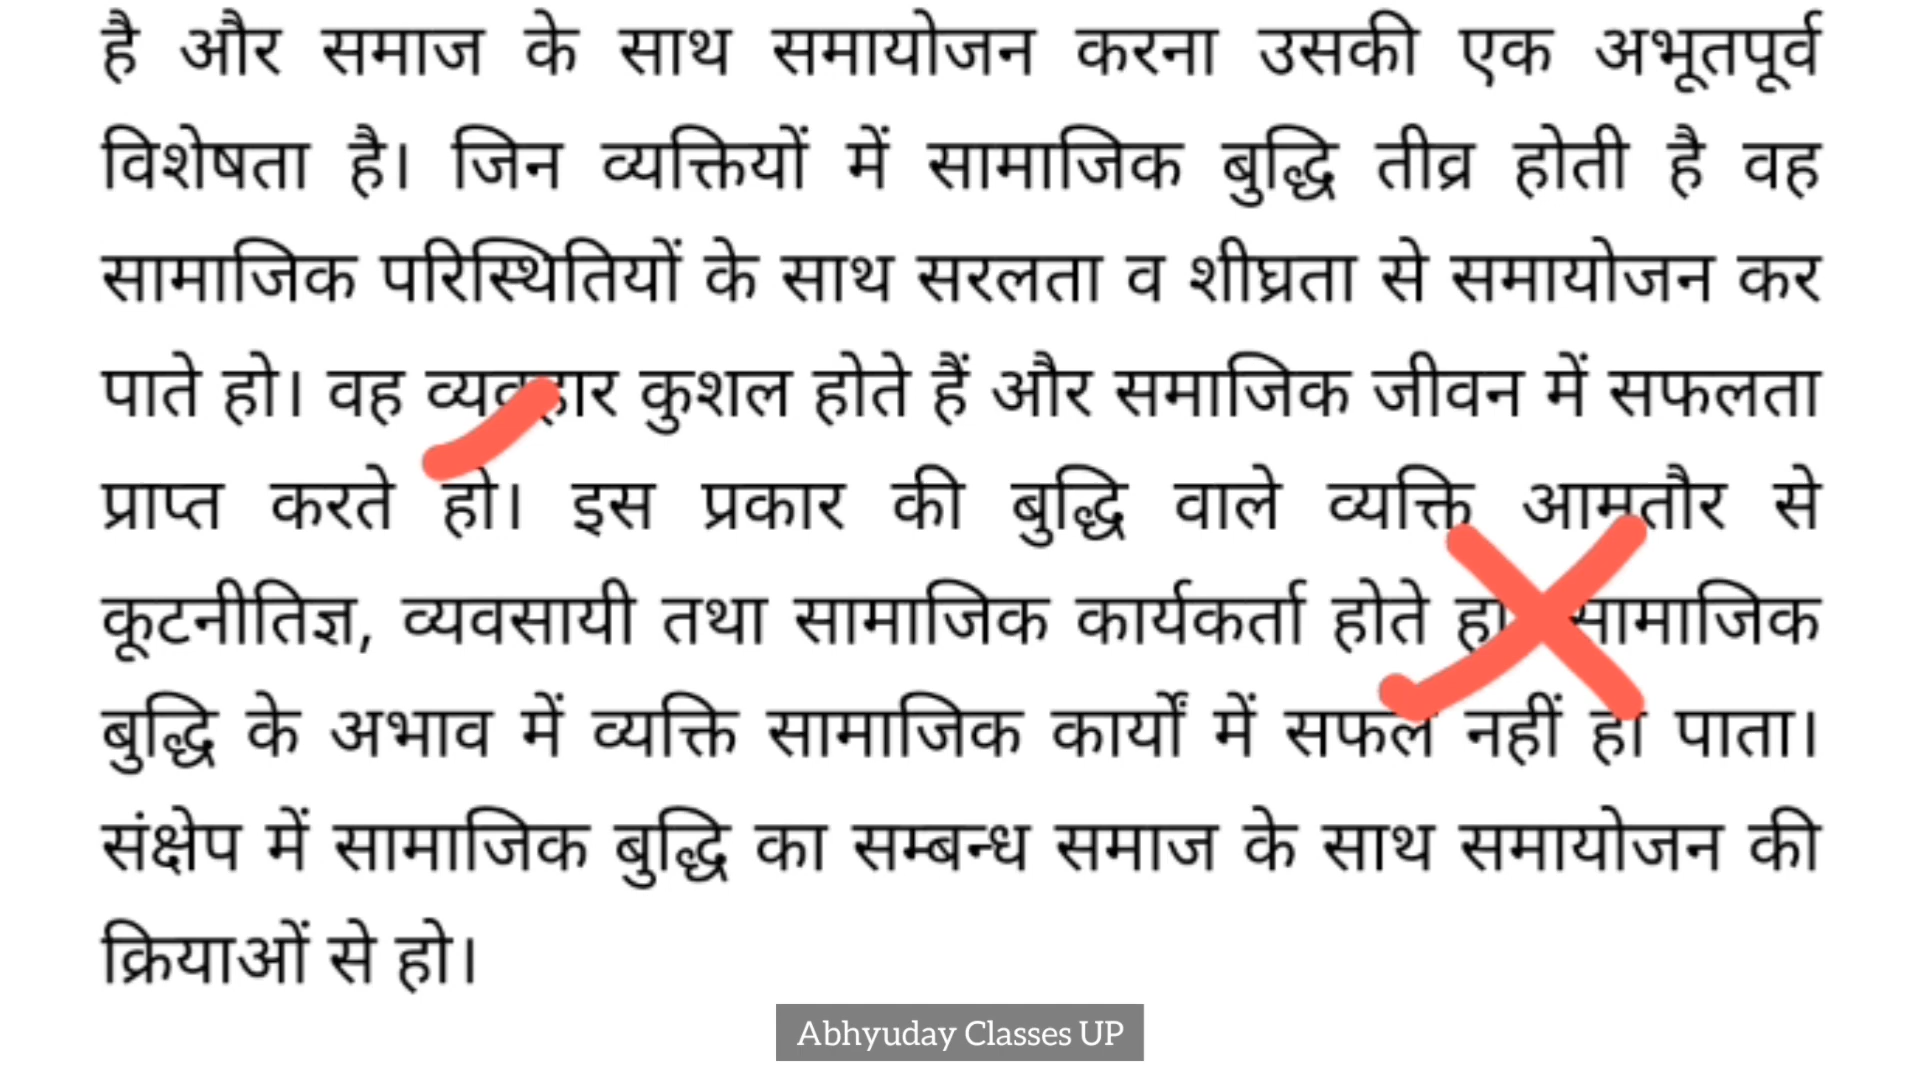 है और समाज के साथ समायोजन करना उसकी एक अभूतपूर्व
विशेषता है। जिन व्यक्तियों में सामाजिक बुद्धि तीव्र होती है वह
सामाजिक परिस्थितियों के साथ सरलता व शीघ्रता से समायोजन कर
पाते हो। वह व्यवहार कुशल होते हैं और समाजिक जीवन में सफलता
प्राप्त करते हो। इस प्रकार की बुद्धि वाले व्यक्ति आमतौर से
कूटनीतिज्ञ, व्यवसायी तथा सामाजिक कार्यकर्ता होते हो। सामाजिक
बुद्धि के अभाव में व्यक्ति सामाजिक कार्यों में सफल नहीं हो पाता।
संक्षेप में सामाजिक बुद्धि का सम्बन्ध समाज के साथ समायोजन की
क्रियाओं से हो।
Abhyuday Classes UP